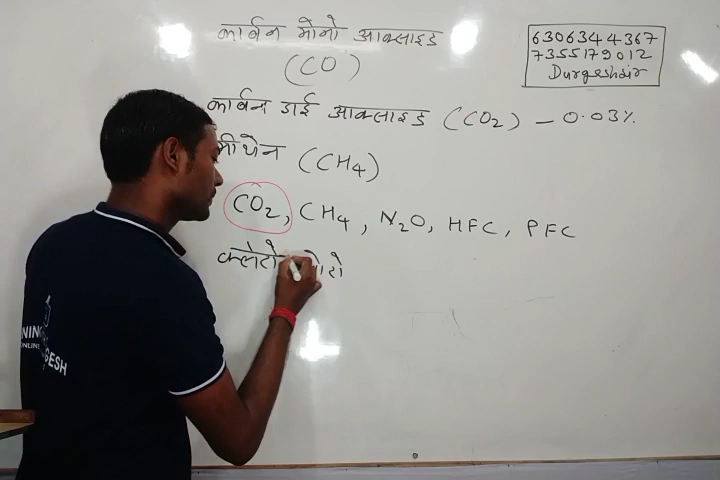 कार्बन मोनो आक्साइड
(CO)
6306344367
7355179012
Durgeshsir
कार्बन डाई आक्साइड (CO2) - 0.03%
मीथेन (CH4)
CO2, CH4, N2O, HFC, PFC
क्लोरो
ONLINE